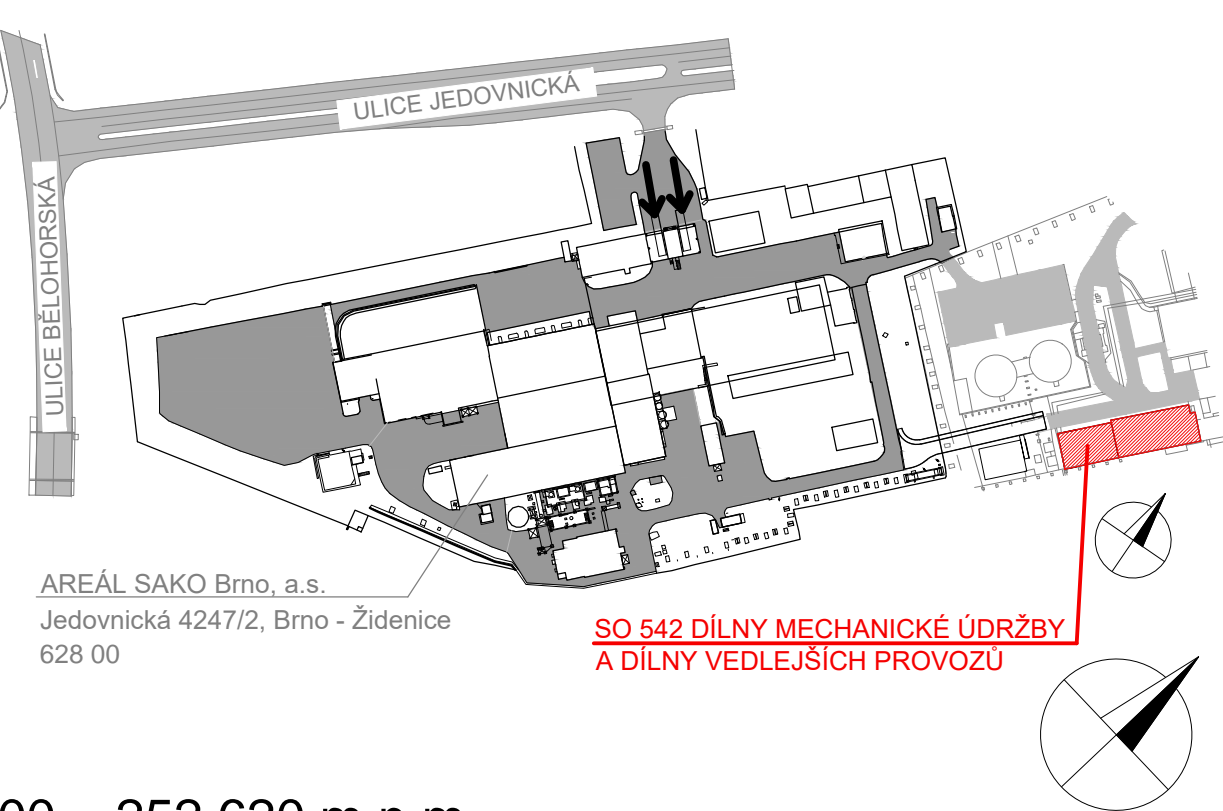 ULICE JEDOVNICKÁ
ULICE BĚLOHORSKÁ
AREÁL SAKO Brno, a.s.
Jedovnická 4247/2, Brno - Židenice
628 00
SO 542 DÍLNY MECHANICKÉ ÚDRŽBY
A DÍLNY VEDLEJŠÍCH PROVOZŮ